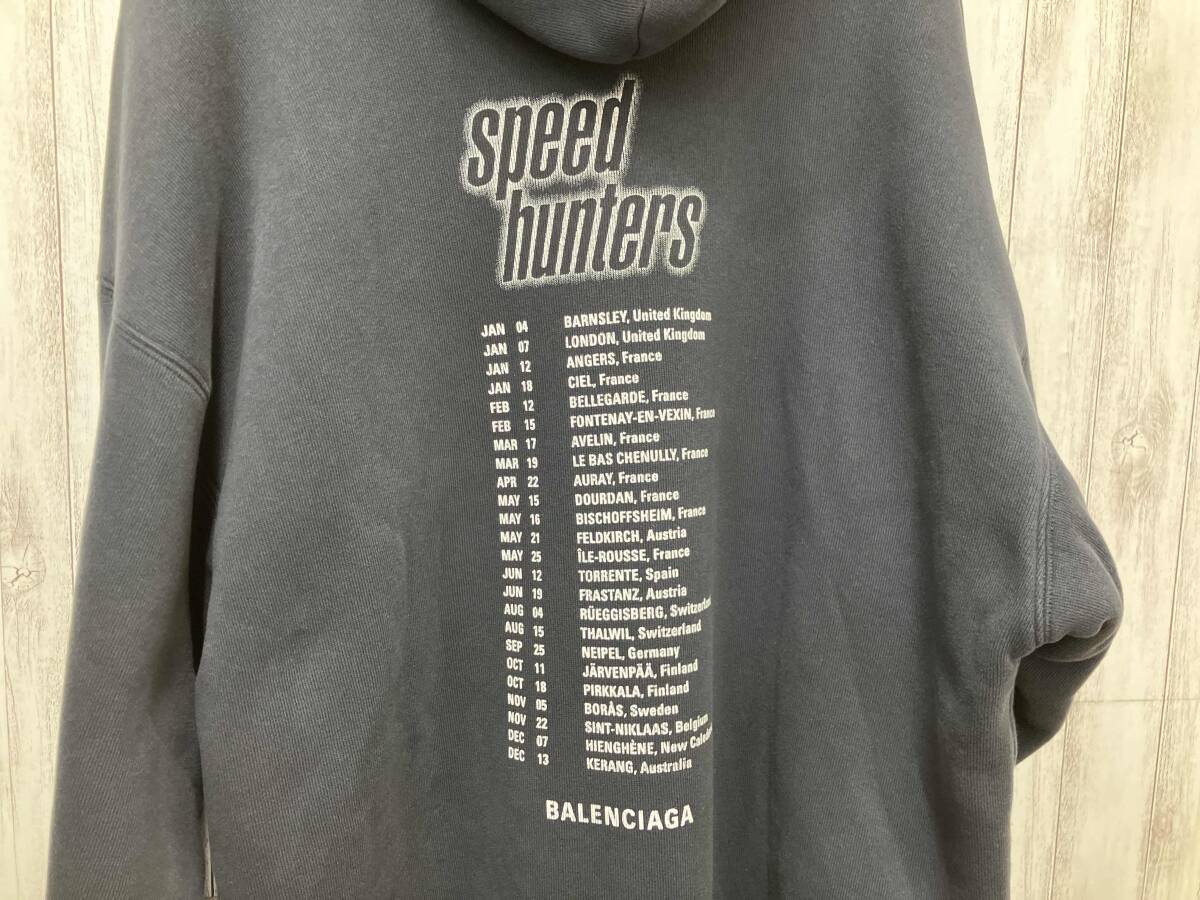 speed
hunters
JAN 04 BARNSLEY, United Kingdom
JAN 07 LONDON, United Kingdom
JAN 12 ANGERS, France
JAN 18 CIEL, France
FEB 12 BELLEGARDE, France
FEB 15 FONTENAY-EN-VEXIN, France
MAR 17 AVELIN, France
MAR 19 LE BAS CHENULLY, France
APR 22 AURAY, France
MAY 15 DOURDAN, France
MAY 16 BISCHOFFSHEIM, France
MAY 21 FELDKIRCH, Austria
MAY 25 ÎLE-ROUSSE, France
JUN 12 TORRENTE, Spain
JUN 19 FRASTANZ, Austria
AUG 04 RÜEGGISBERG, Switzerland
AUG 15 THALWIL, Switzerland
SEP 25 NEIPEL, Germany
OCT 11 JÄRVENPÄÄ, Finland
OCT 18 PIRKKALA, Finland
NOV 05 BORÅS, Sweden
NOV 22 SINT-NIKLAAS, Belgium
DEC 07 HIENGHÈNE, New
DEC 13 KERANG, Australia
BALENCIAGA